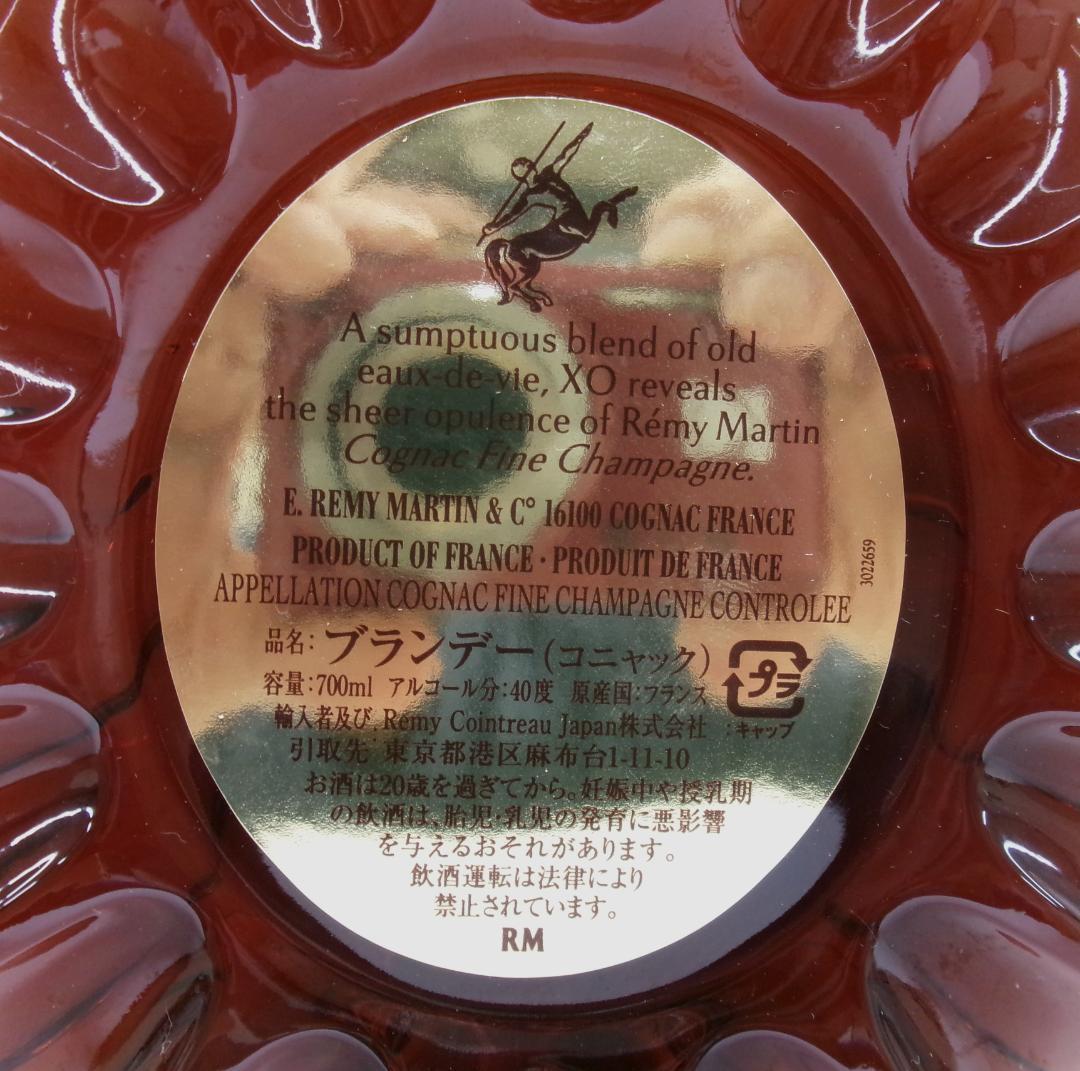 A sumptuous blend of old
eaux-de-vie, XO reveals
the sheer opulence of Rémy Martin
Cognac Fine Champagne.
E. REMY MARTIN & C° 16100 COGNAC FRANCE
PRODUCT OF FRANCE · PRODUIT DE FRANCE
APPELLATION COGNAC FINE CHAMPAGNE CONTROLEE
3022659
品名:ブランデー(コニャック)
容量:700ml アルコール分:40度 原産国:フランス
プラ
:キャップ
輸入者及び Rémy Cointreau Japan株式会社
引取先 東京都港区麻布台1-11-10
お酒は20歳を過ぎてから。妊娠中や授乳期
の飲酒は、胎児・乳児の発育に悪影響
を与えるおそれがあります。
飲酒運転は法律により
禁止されています。
RM